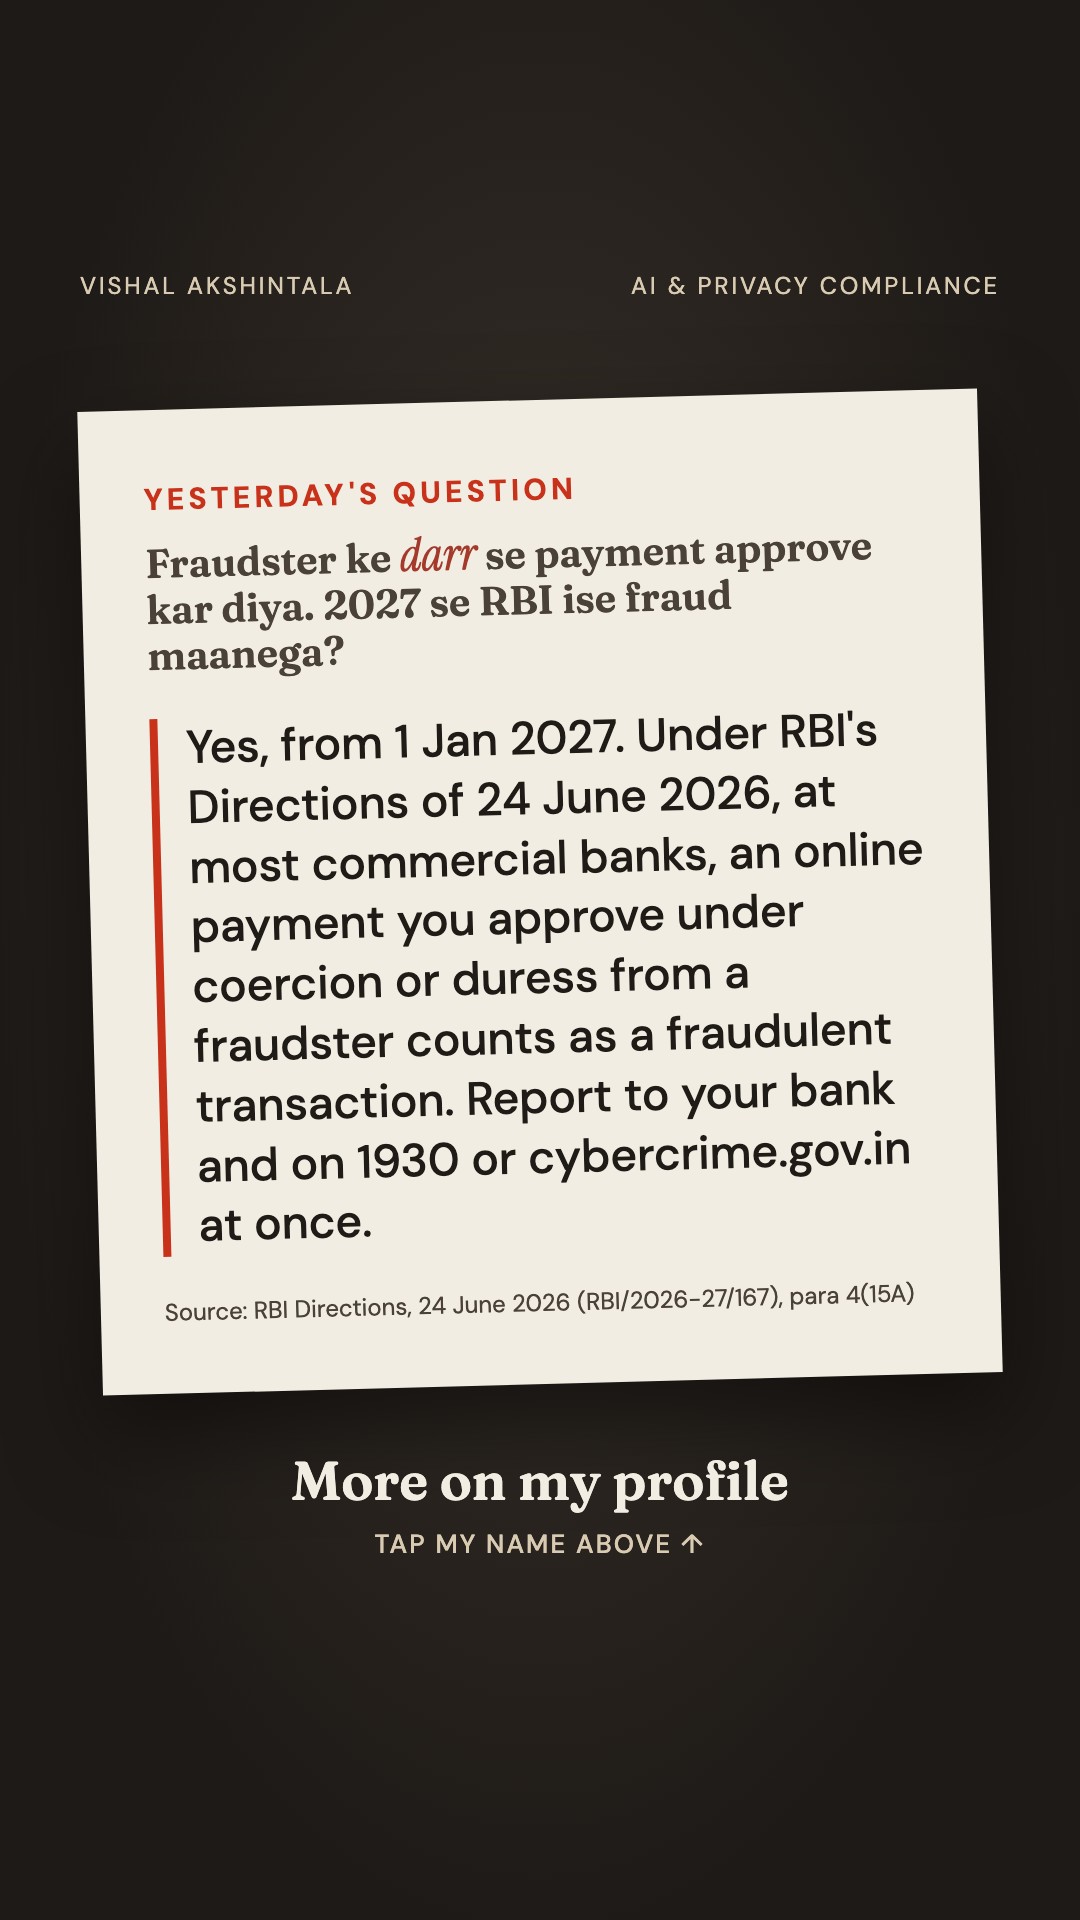 VISHAL AKSHINTALA
AI & PRIVACY COMPLIANCE
YESTERDAY'S QUESTION
Fraudster ke darr se payment approve
kar diya. 2027 se RBI ise fraud
maanega?
Yes, from 1 Jan 2027. Under RBI's
Directions of 24 June 2026, at
most commercial banks, an online
payment you approve under
coercion or duress from a
fraudster counts as a fraudulent
transaction. Report to your bank
and on 1930 or cybercrime.gov.in
at once.
Source: RBI Directions, 24 June 2026 (RBI/2026-27/167), para 4(15A)
More on my profile
TAP MY NAME ABOVE ↑